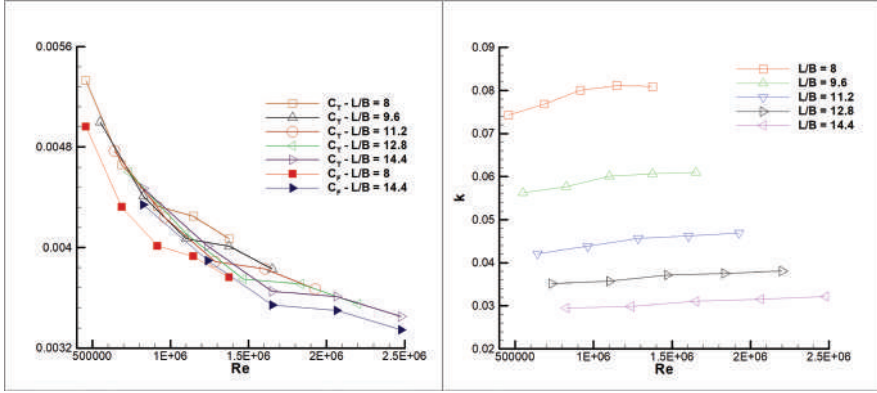 0.0056
0.0048
0.004
0.0032
500000 1E+06 1.5E+06 2E+06 2.5E+06
Re
C_T - L/B = 8
C_T - L/B = 9.6
C_T - L/B = 11.2
C_T - L/B = 12.8
C_T - L/B = 14.4
C_F - L/B = 8
C_F - L/B = 14.4
k
0.09
0.08
0.07
0.06
0.05
0.04
0.03
0.02
500000 1E+06 1.5E+06 2E+06 2.5E+06
Re
L/B = 8
L/B = 9.6
L/B = 11.2
L/B = 12.8
L/B = 14.4